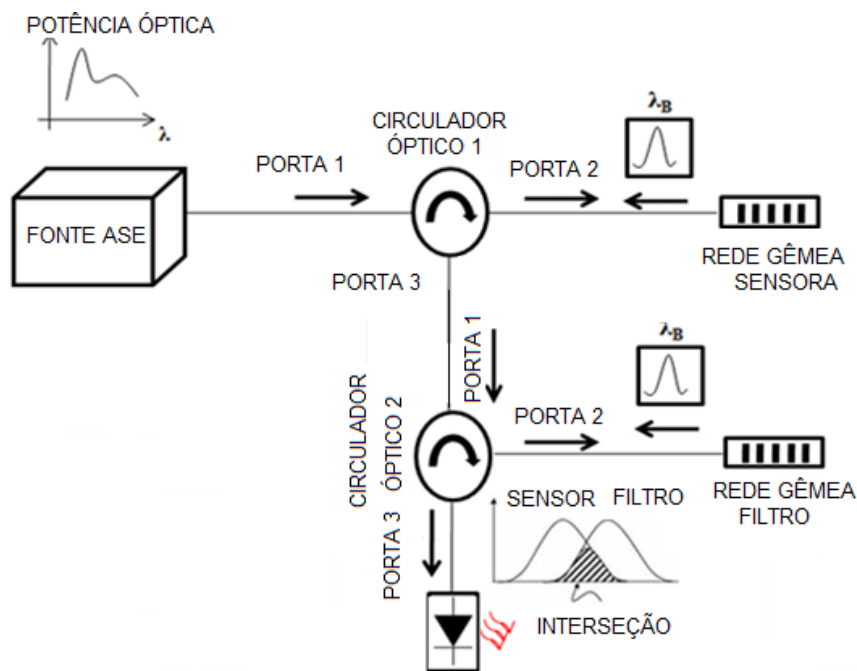 POTÊNCIA ÓPTICA
λ
CIRCULADOR
ÓPTICO 1
λB
PORTA 1
PORTA 2
FONTE ASE
REDE GÊMEA
SENSORA
PORTA 3
PORTA 1
λB
CIRCULADOR
ÓPTICO 2
PORTA 2
REDE GÊMEA
FILTRO
SENSOR FILTRO
PORTA 3
INTERSEÇÃO